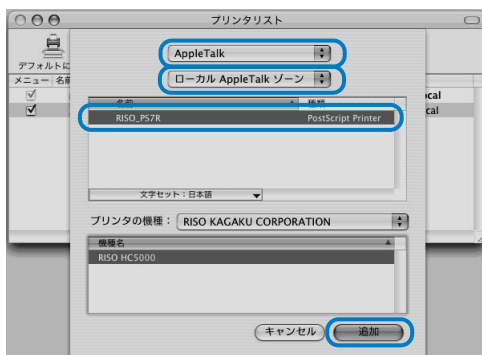 プリンタリスト
AppleTalk
デフォルトに
ローカル AppleTalk ゾーン
メニュー 名前
名前 種類
ocal
RISO_PS7R PostScript Printer
cal
文字セット：日本語
プリンタの機種： RISO KAGAKU CORPORATION
機種名
RISO HC5000
キャンセル 追加